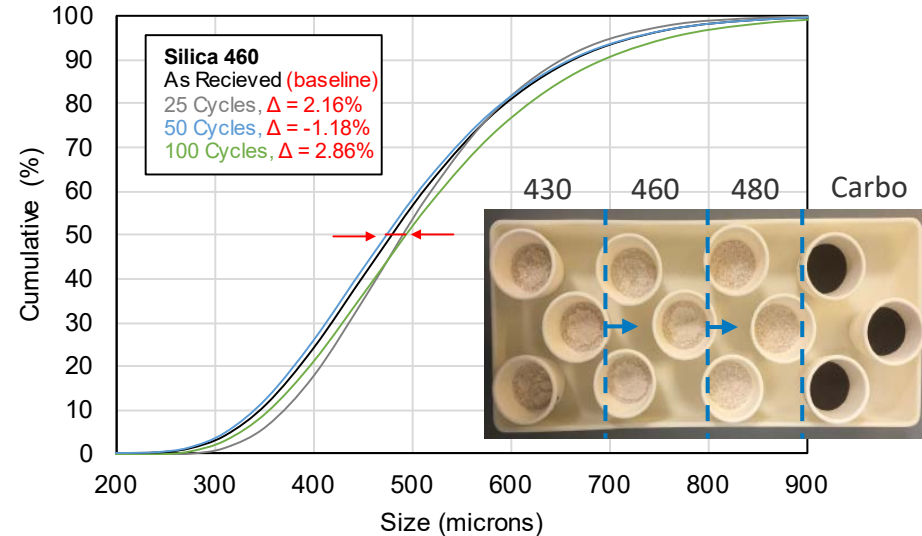 100
90
80
70
60
50
40
30
20
10
0
Cumulative (%)
Silica 460
As Recieved (baseline)
25 Cycles, Δ = 2.16%
50 Cycles, Δ = -1.18%
100 Cycles, Δ = 2.86%
430 460 480 Carbo
200 300 400 500 600 700 800 900
Size (microns)